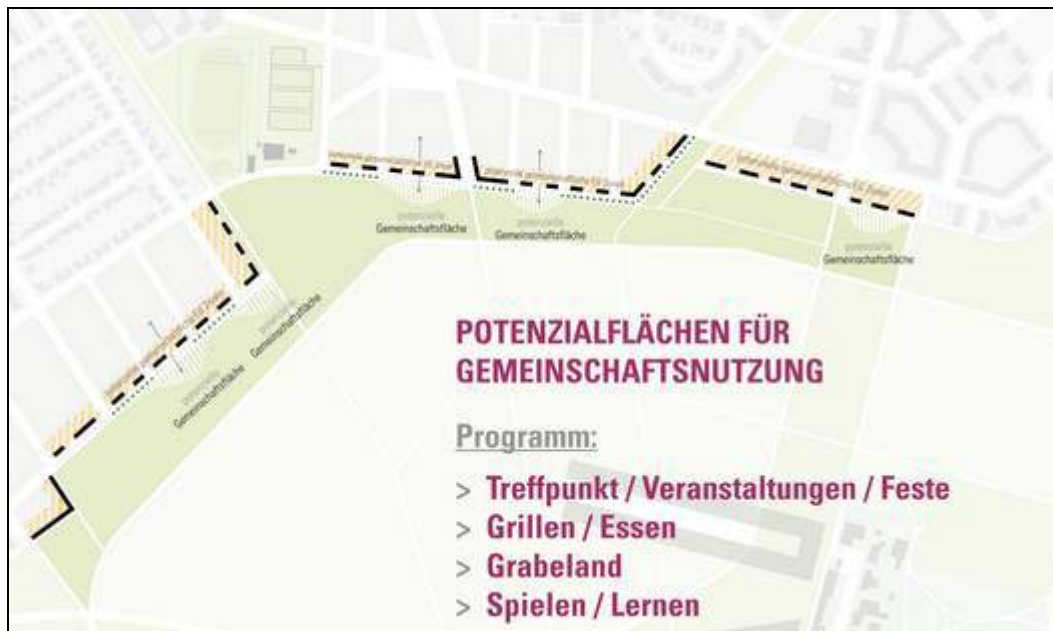 potenzielle
Gemeinschaftsfläche
potenzielle
Gemeinschaftsfläche
potenzielle
Gemeinschaftsfläche
potenzielle
Gemeinschaftsfläche
potenzielle
Gemeinschaftsfläche
POTENZIALFLÄCHEN FÜR
GEMEINSCHAFTSNUTZUNG
Programm:
> Treffpunkt / Veranstaltungen / Feste
> Grillen / Essen
> Grabeland
> Spielen / Lernen